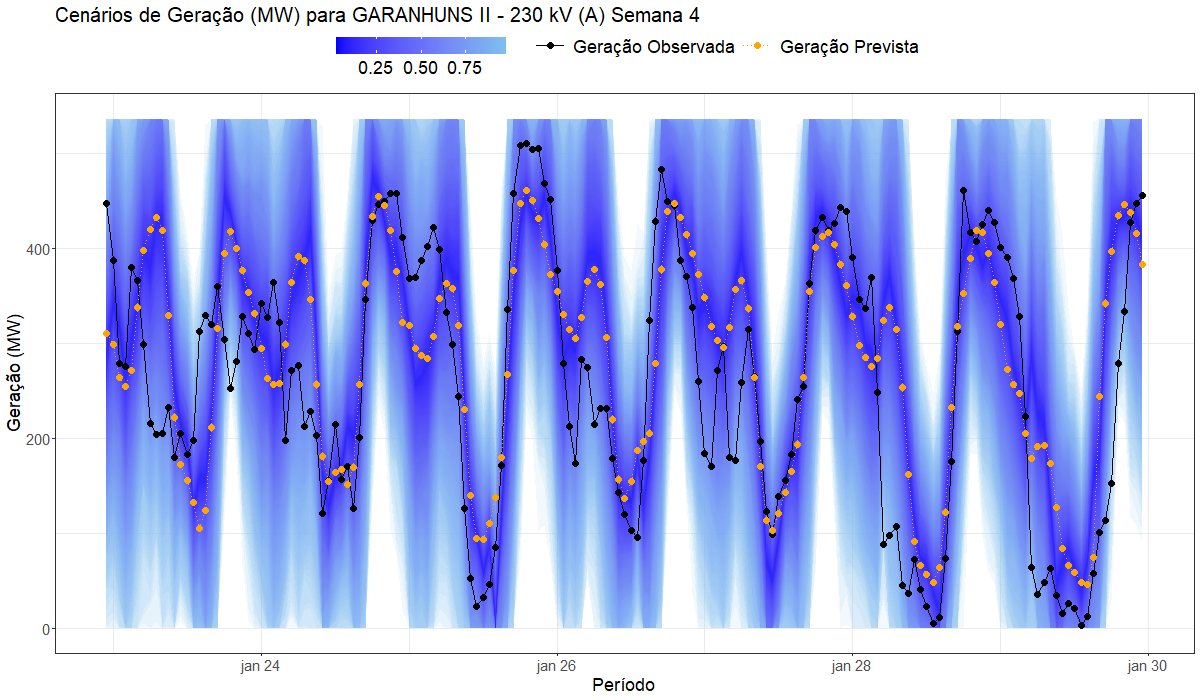 Cenários de Geração (MW) para GARANHUNS II - 230 kV (A) Semana 4
0.25 0.50 0.75 Geração Observada Geração Prevista
Geração (MW)
400
200
0
jan 24 jan 26 jan 28 jan 30
Período